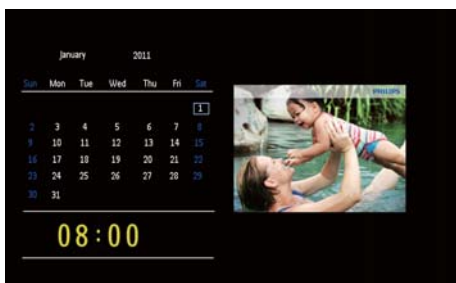 January 2011
Sun Mon Tue Wed Thu Fri Sat
1
2 3 4 5 6 7 8
9 10 11 12 13 14 15
16 17 18 19 20 21 22
23 24 25 26 27 28 29
30 31
08:00
PHILIPS